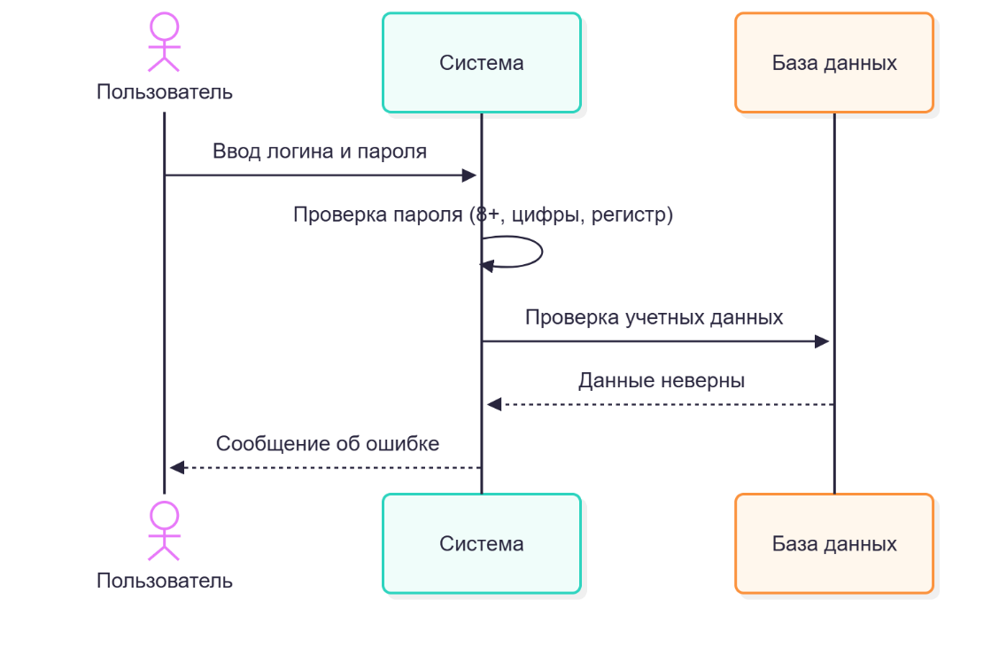 Пользователь
Система
База данных
Ввод логина и пароля
Проверка пароля (8+, цифры, регистр)
Проверка учетных данных
Данные неверны
Сообщение об ошибке
Пользователь
Система
База данных